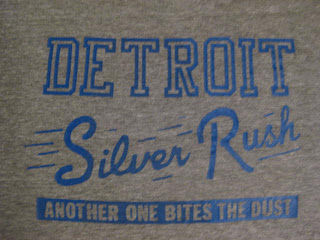 DETROIT
Silver Rush
ANOTHER ONE BITES THE DUST